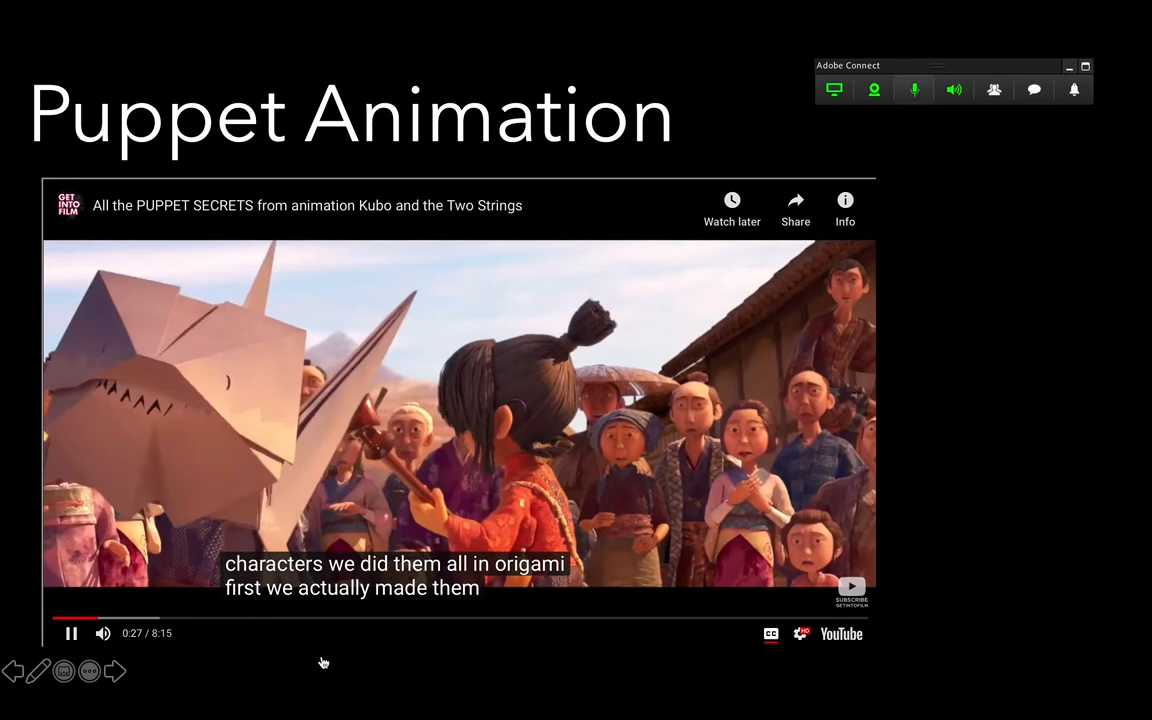 Adobe Connect
Puppet Animation
GET
INTO
FILM
All the PUPPET SECRETS from animation Kubo and the Two Strings
Watch later
Share
Info
characters we did them all in origami
first we actually made them
SUBSCRIBE
GETINTOFILM
0:27 / 8:15
CC
HD
YouTube